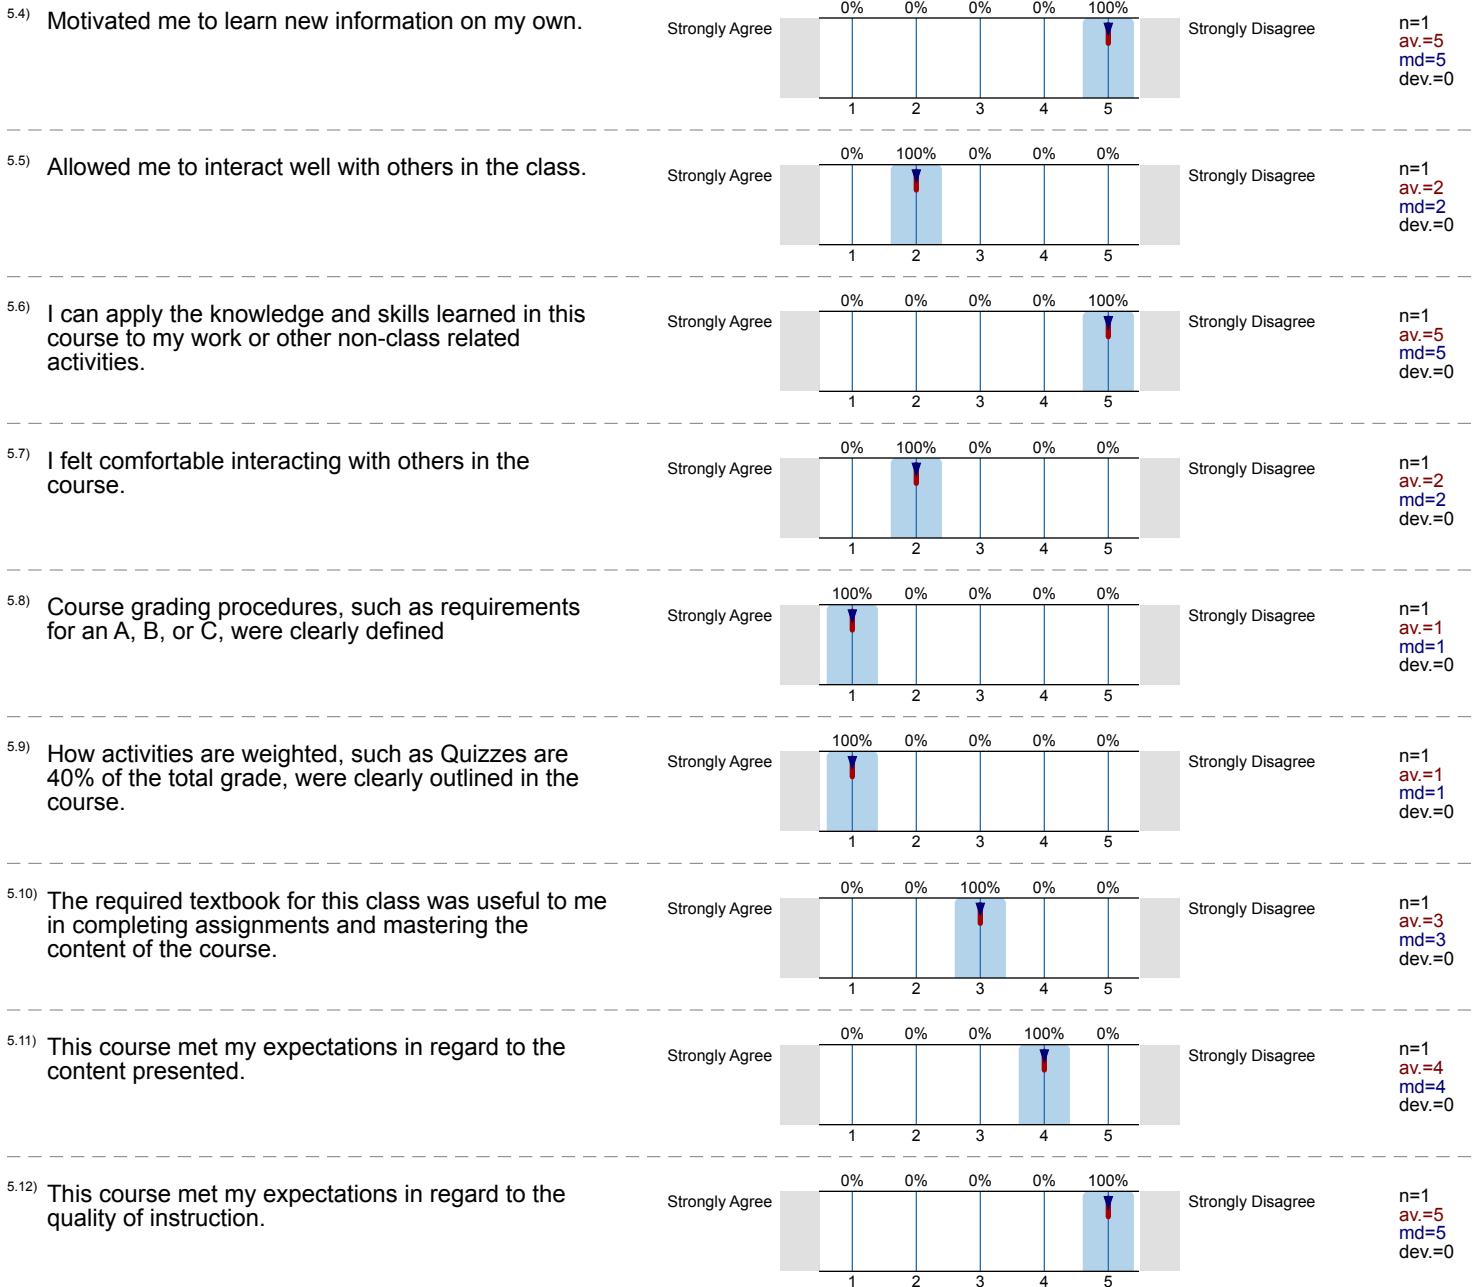 5.4) Motivated me to learn new information on my own.
0% 0% 0% 0% 100%
Strongly Agree Strongly Disagree
n=1
av.=5
md=5
dev.=0
1 2 3 4 5
5.5) Allowed me to interact well with others in the class.
0% 100% 0% 0% 0%
Strongly Agree Strongly Disagree
n=1
av.=2
md=2
dev.=0
1 2 3 4 5
5.6) I can apply the knowledge and skills learned in this
course to my work or other non-class related
activities.
0% 0% 0% 0% 100%
Strongly Agree Strongly Disagree
n=1
av.=5
md=5
dev.=0
1 2 3 4 5
5.7) I felt comfortable interacting with others in the
course.
0% 100% 0% 0% 0%
Strongly Agree Strongly Disagree
n=1
av.=2
md=2
dev.=0
1 2 3 4 5
5.8) Course grading procedures, such as requirements
for an A, B, or C, were clearly defined
100% 0% 0% 0% 0%
Strongly Agree Strongly Disagree
n=1
av.=1
md=1
dev.=0
1 2 3 4 5
5.9) How activities are weighted, such as Quizzes are
40% of the total grade, were clearly outlined in the
course.
100% 0% 0% 0% 0%
Strongly Agree Strongly Disagree
n=1
av.=1
md=1
dev.=0
1 2 3 4 5
5.10) The required textbook for this class was useful to me
in completing assignments and mastering the
content of the course.
0% 0% 100% 0% 0%
Strongly Agree Strongly Disagree
n=1
av.=3
md=3
dev.=0
1 2 3 4 5
5.11) This course met my expectations in regard to the
content presented.
0% 0% 0% 100% 0%
Strongly Agree Strongly Disagree
n=1
av.=4
md=4
dev.=0
1 2 3 4 5
5.12) This course met my expectations in regard to the
quality of instruction.
0% 0% 0% 0% 100%
Strongly Agree Strongly Disagree
n=1
av.=5
md=5
dev.=0
1 2 3 4 5